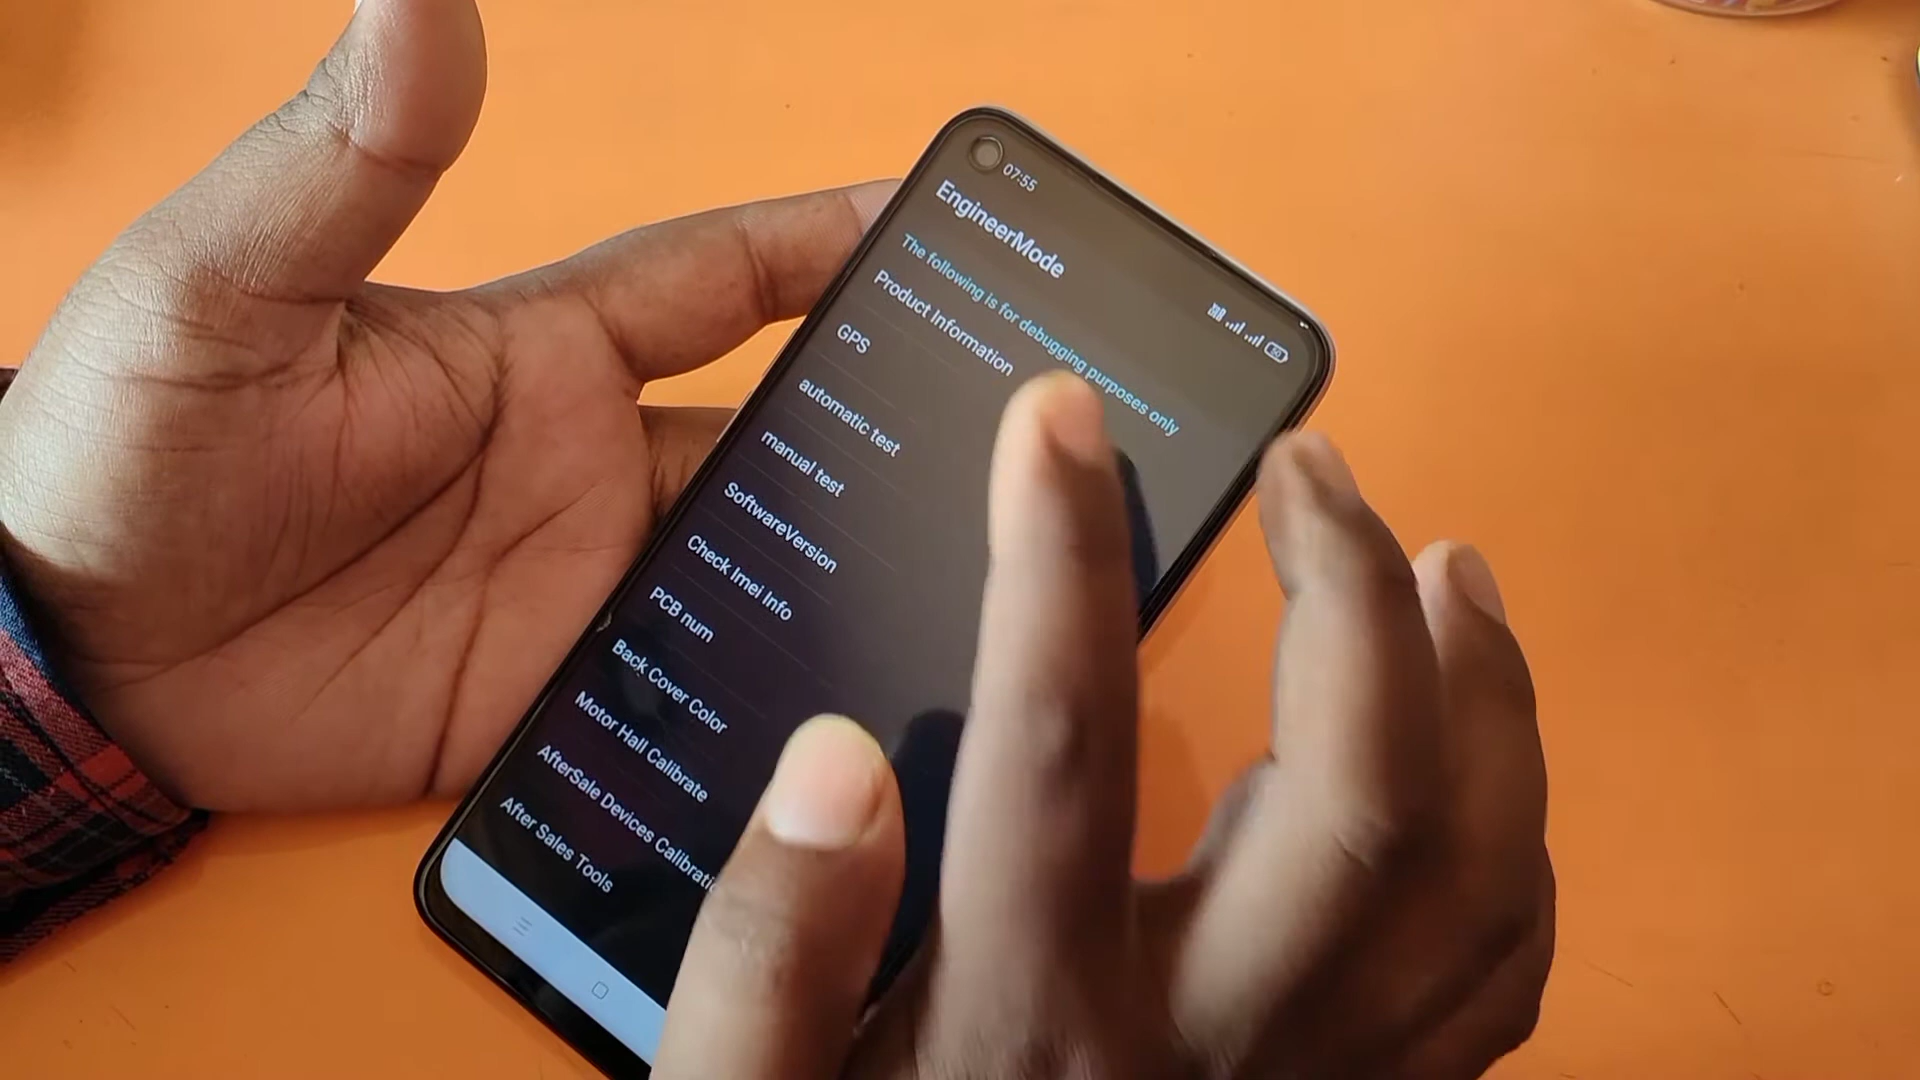 07:55
EngineerMode
The following is for debugging purposes only
Product Information
GPS
automatic test
manual test
SoftwareVersion
Check Imei Info
PCB num
Back Cover Color
Motor Hall Calibrate
AfterSale Devices
After Sales Tools